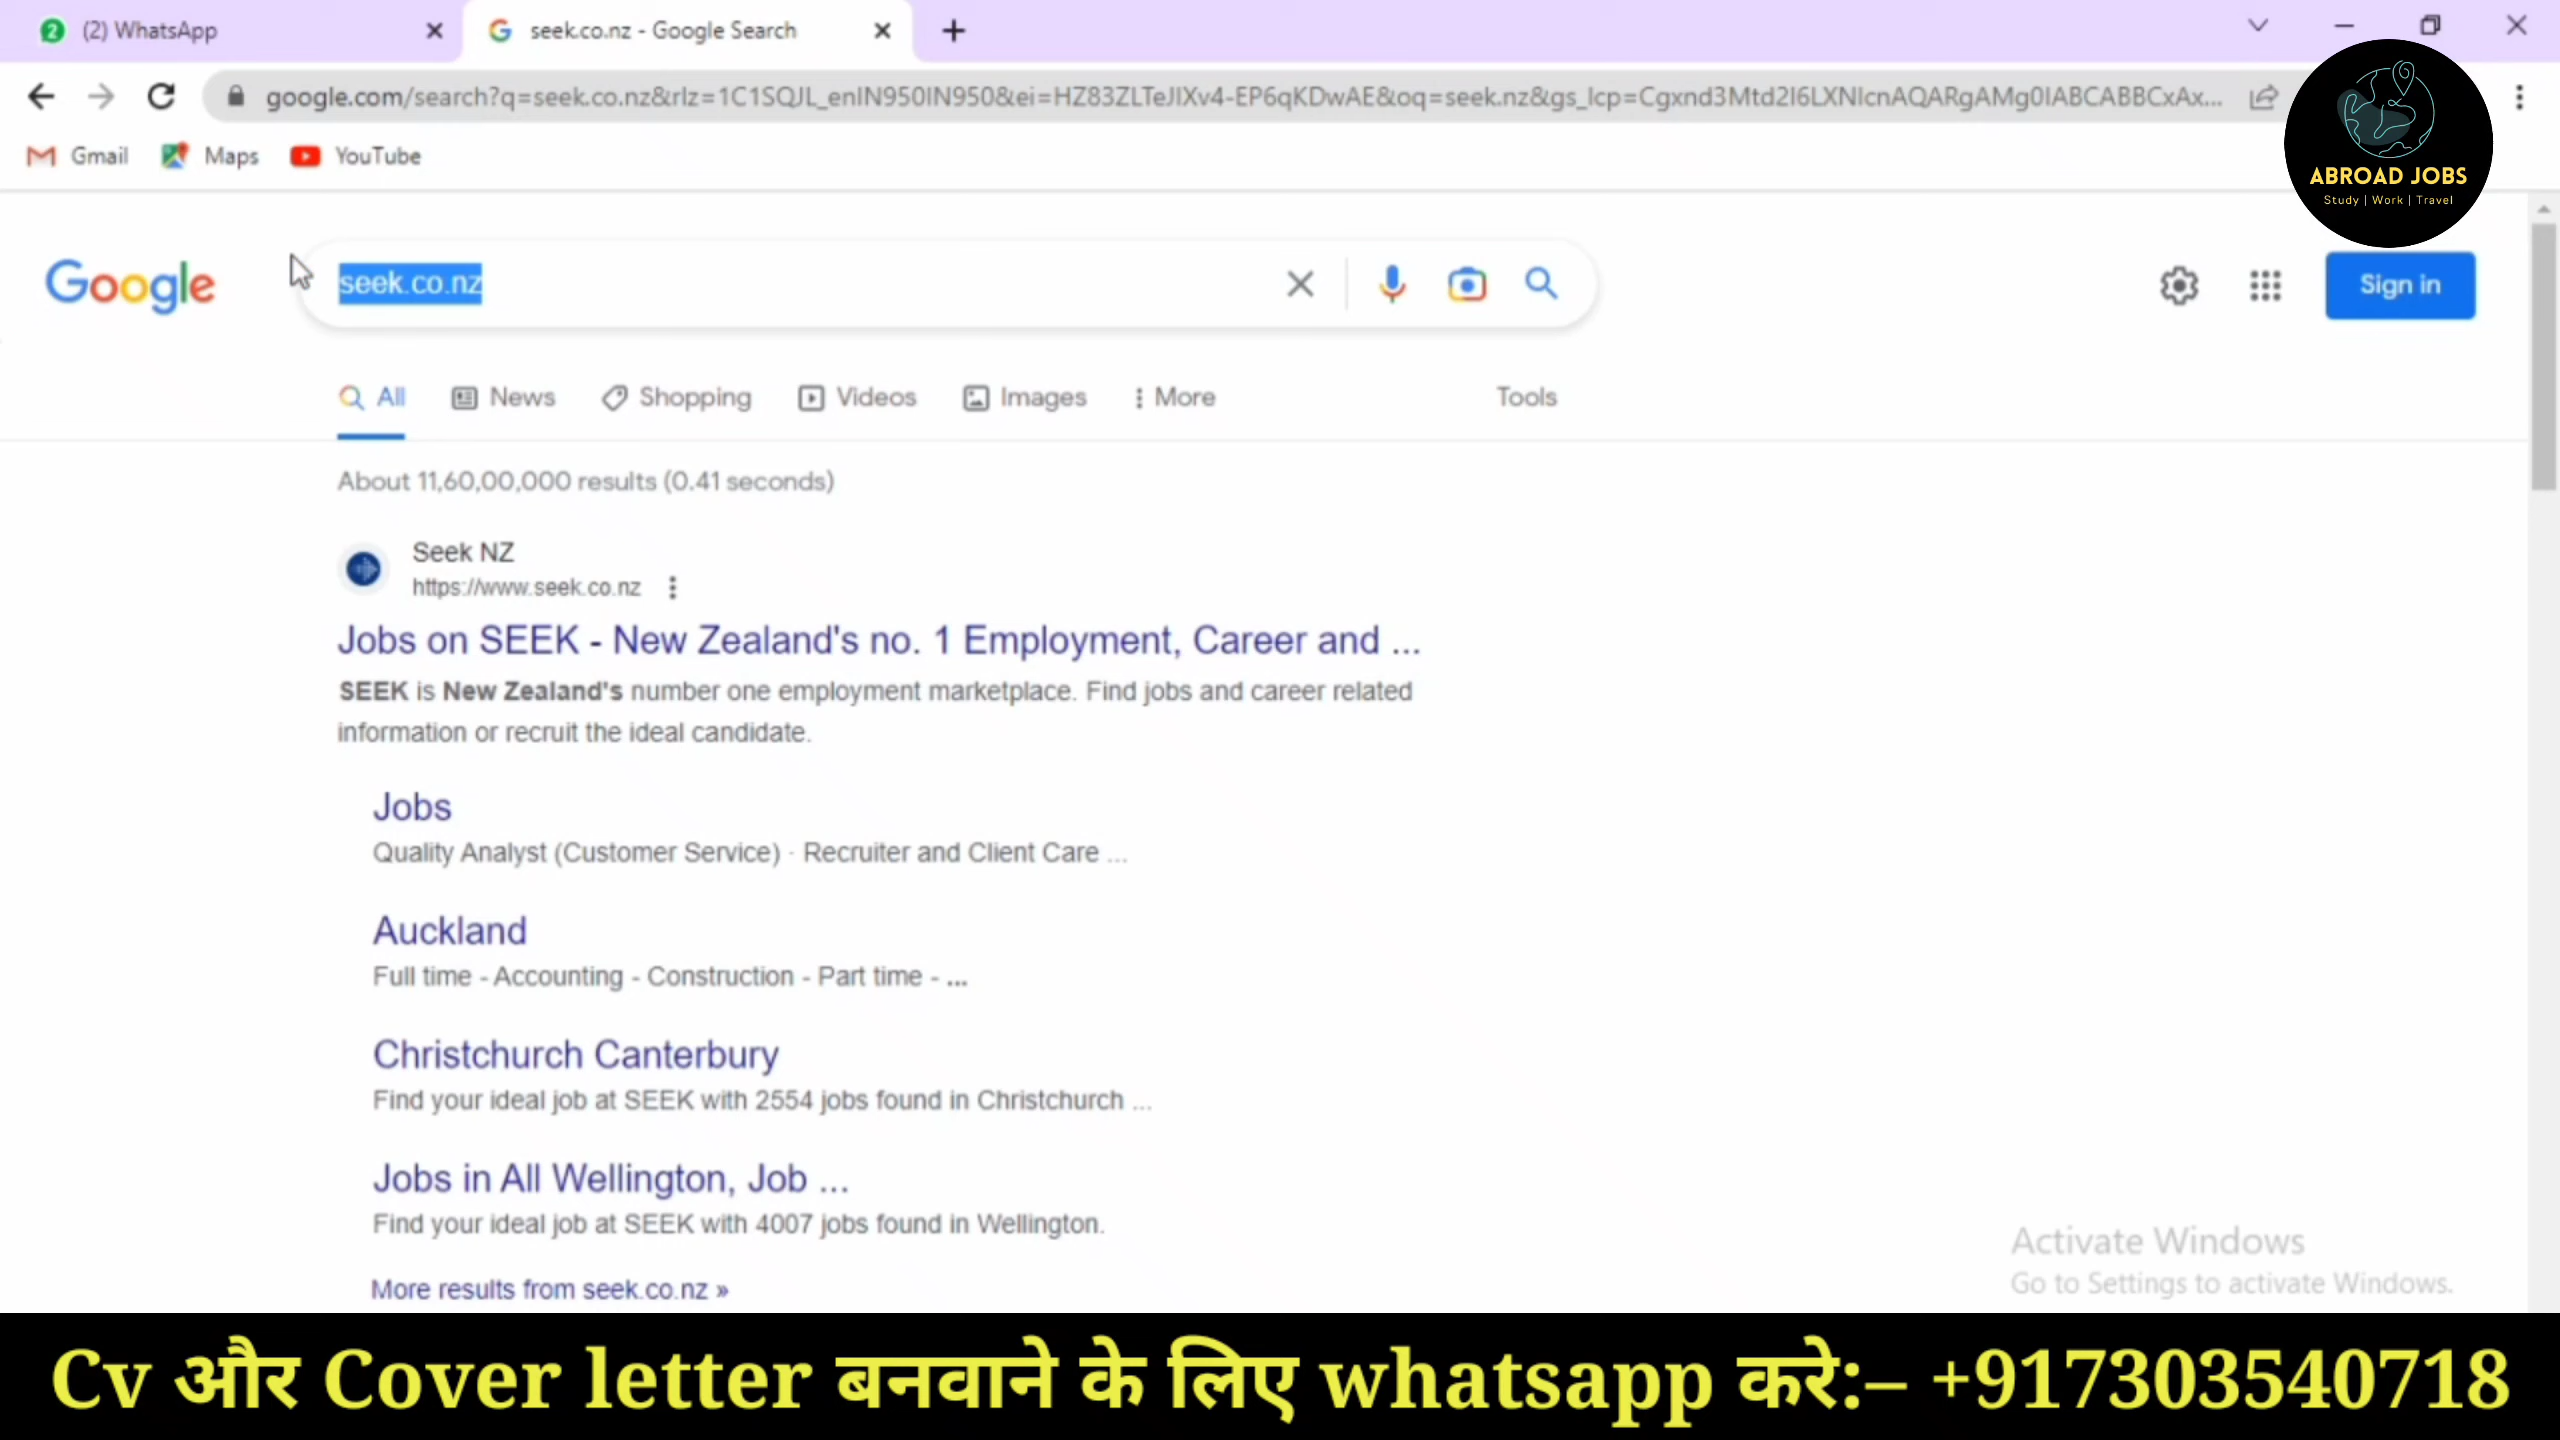 (2) WhatsApp
seek.co.nz - Google Search
google.com/search?q=seek.co.nz&rlz=1C1SQJL_enIN950IN950&ei=HZ83ZLTeJIXv4-EP6qKDwAE&oq=seek.nz&gs_lcp=Cgxnd3Mtd2l6LXNlcnAQARgAMg0IABCABBCxAx...
Gmail Maps YouTube
ABROAD JOBS
Study | Work | Travel
Google
seek.co.nz
Sign in
All News Shopping Videos Images More Tools
About 11,60,00,000 results (0.41 seconds)
Seek NZ
https://www.seek.co.nz
Jobs on SEEK - New Zealand's no. 1 Employment, Career and ...
SEEK is New Zealand's number one employment marketplace. Find jobs and career related
information or recruit the ideal candidate.
Jobs
Quality Analyst (Customer Service) · Recruiter and Client Care ...
Auckland
Full time - Accounting - Construction - Part time - ...
Christchurch Canterbury
Find your ideal job at SEEK with 2554 jobs found in Christchurch ...
Jobs in All Wellington, Job ...
Find your ideal job at SEEK with 4007 jobs found in Wellington.
More results from seek.co.nz »
Activate Windows
Go to Settings to activate Windows.
Cv और Cover letter बनवाने के लिए whatsapp करे:– +917303540718